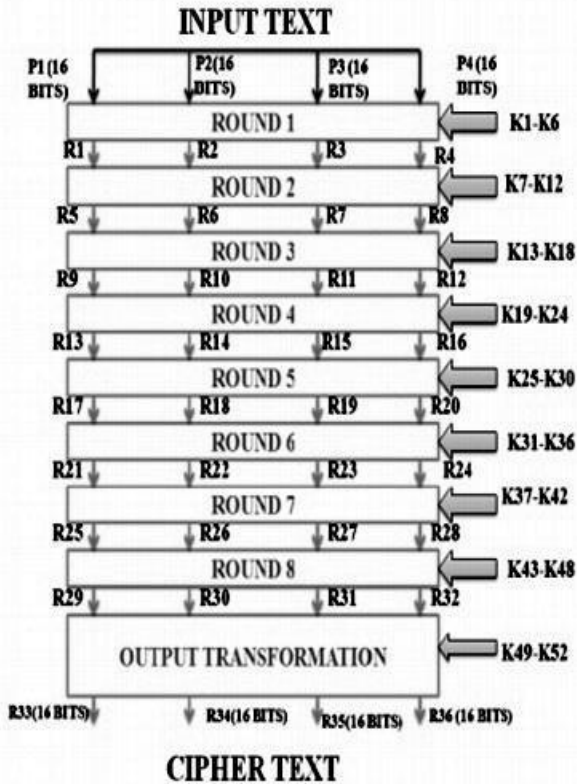 INPUT TEXT
P1(16 BITS)
P2(16 BITS)
P3(16 BITS)
P4(16 BITS)
ROUND 1
K1-K6
R1 R2 R3 R4
ROUND 2
K7-K12
R5 R6 R7 R8
ROUND 3
K13-K18
R9 R10 R11 R12
ROUND 4
K19-K24
R13 R14 R15 R16
ROUND 5
K25-K30
R17 R18 R19 R20
ROUND 6
K31-K36
R21 R22 R23 R24
ROUND 7
K37-K42
R25 R26 R27 R28
ROUND 8
K43-K48
R29 R30 R31 R32
OUTPUT TRANSFORMATION
K49-K52
R33(16 BITS) R34(16 BITS) R35(16 BITS) R36 (16 BITS)
CIPHER TEXT